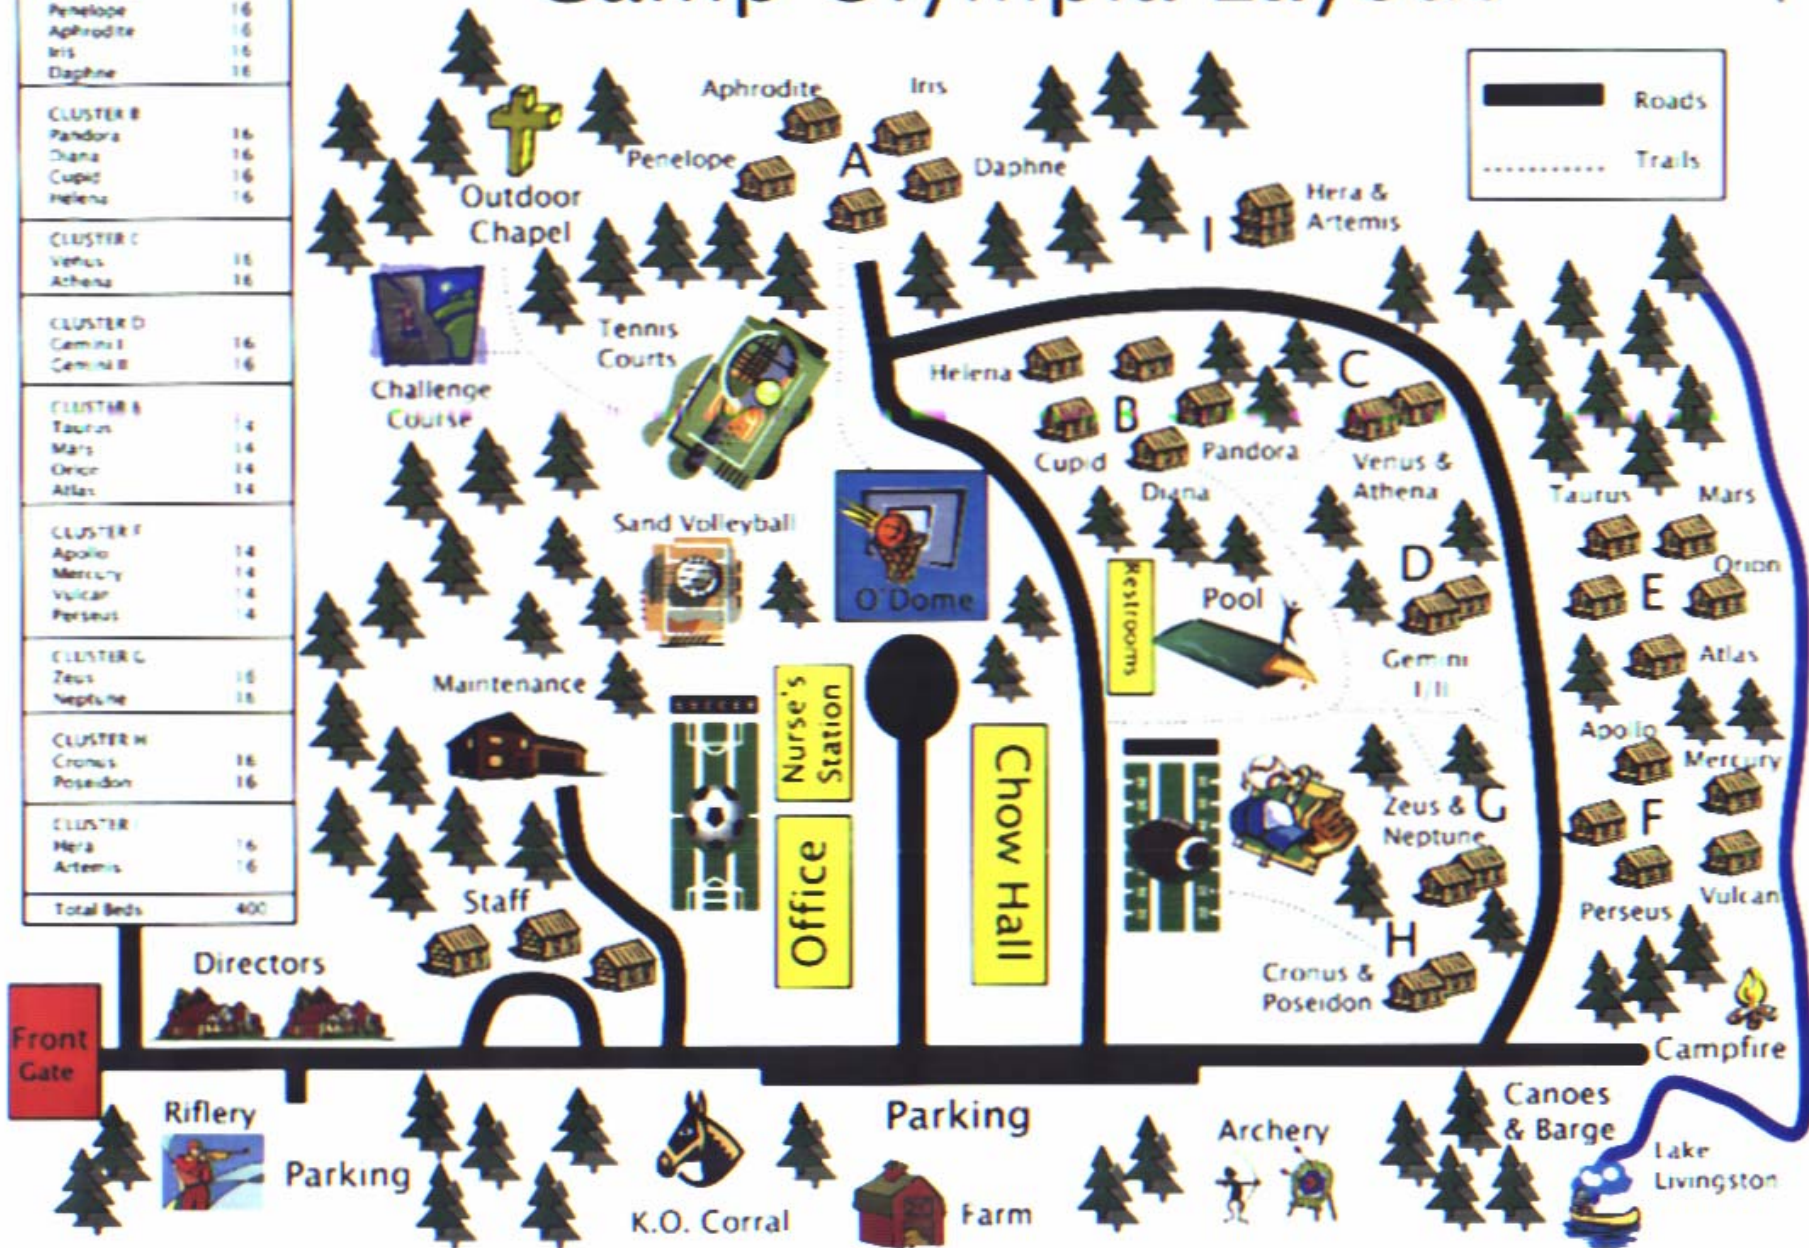 Camp Olympia Layout
Penelope 16
Aphrodite 16
Iris 16
Daphne 16
CLUSTER B
Pandora 16
Diana 16
Cupid 16
Helena 16
CLUSTER C
Venus 16
Athena 16
CLUSTER D
Gemini I 16
Gemini II 16
CLUSTER E
Taurus 14
Mars 14
Orion 14
Atlas 14
CLUSTER F
Apollo 14
Mercury 14
Vulcan 14
Perseus 14
CLUSTER G
Zeus 16
Neptune 16
CLUSTER H
Cronus 16
Poseidon 16
CLUSTER I
Hera 16
Artemis 16
Total Beds 400
Roads
Trails
Aphrodite
Iris
Penelope
A
Daphne
Outdoor
Chapel
I
Hera &
Artemis
Tennis
Courts
Challenge
Course
Helena
B
Cupid
Diana
Pandora
C
Venus &
Athena
Taurus
Mars
Orion
E
Atlas
Sand Volleyball
O'Dome
Restrooms
Pool
D
Gemini
I/II
Maintenance
SOCCER
Nurse's
Station
Office
Chow Hall
Apollo
Mercury
F
Perseus
Vulcan
Zeus &
Neptune
G
H
Cronus &
Poseidon
Staff
Directors
Front
Gate
Campfire
Riflery
Parking
K.O. Corral
Parking
Farm
Archery
Canoes
& Barge
Lake
Livingston